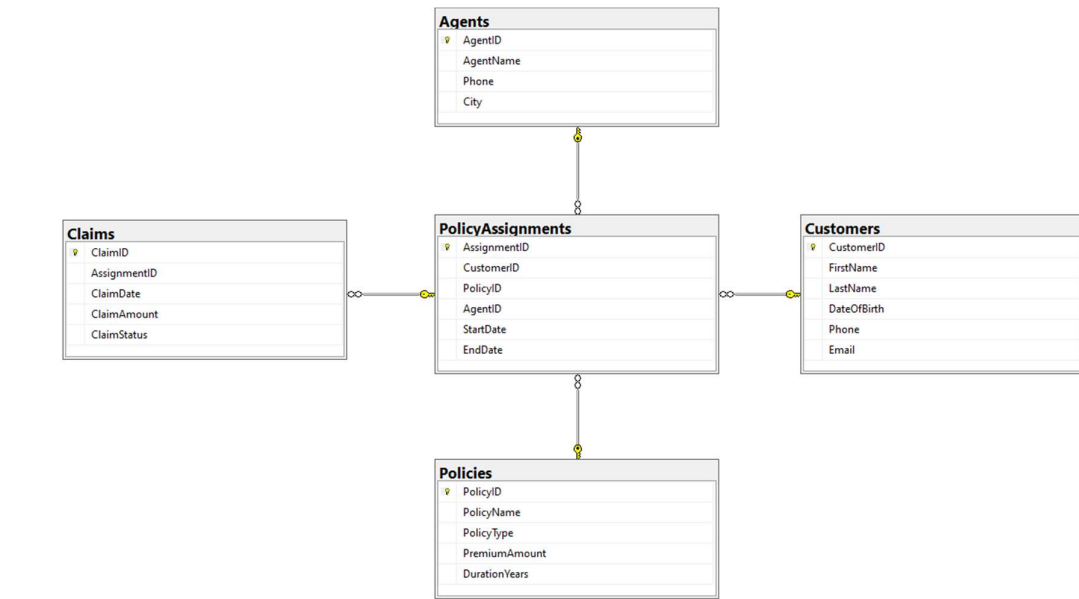 Agents
AgentID
AgentName
Phone
City
Claims
ClaimID
AssignmentID
ClaimDate
ClaimAmount
ClaimStatus
PolicyAssignments
AssignmentID
CustomerID
PolicyID
AgentID
StartDate
EndDate
Customers
CustomerID
FirstName
LastName
DateOfBirth
Phone
Email
Policies
PolicyID
PolicyName
PolicyType
PremiumAmount
DurationYears